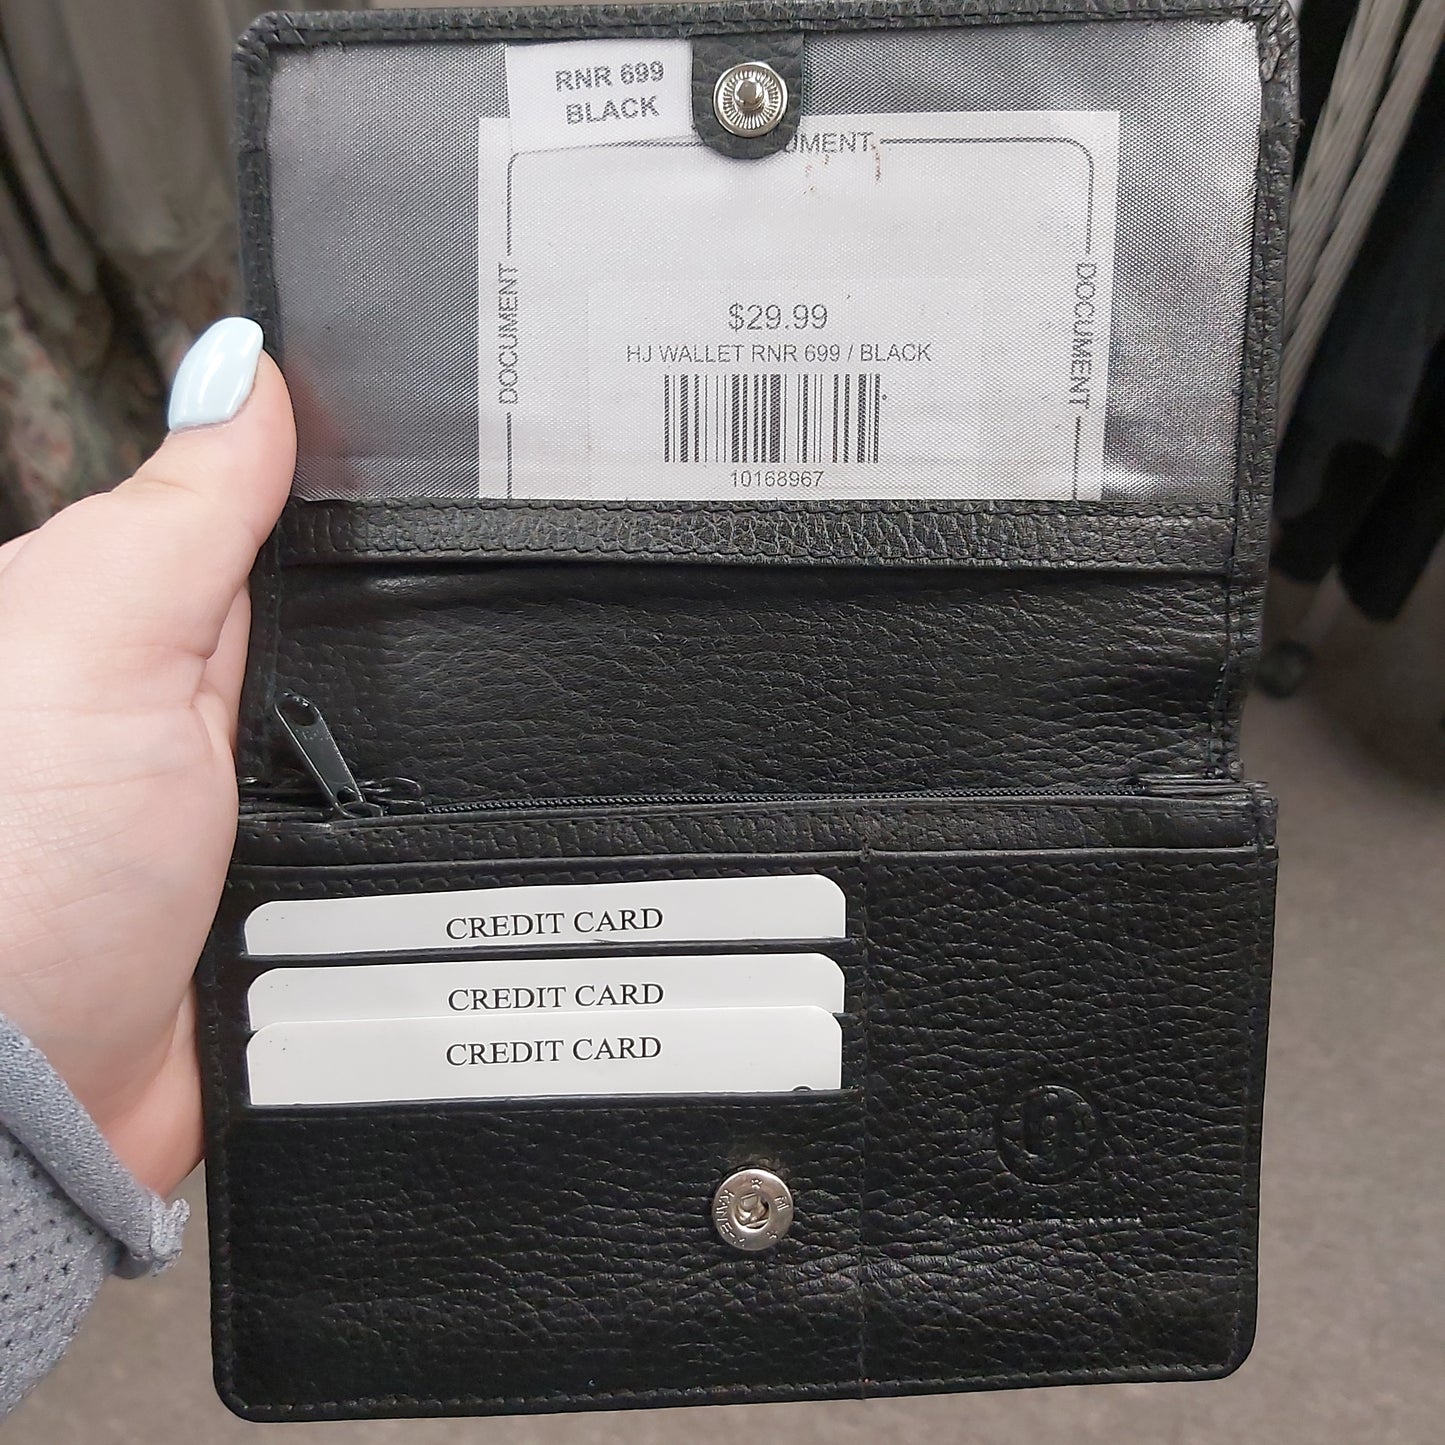 RNR 699
BLACK
UMENT
DOCUMENT
DOCUMENT
$29.99
HJ WALLET RNR 699 / BLACK
10168967
CREDIT CARD
CREDIT CARD
CREDIT CARD